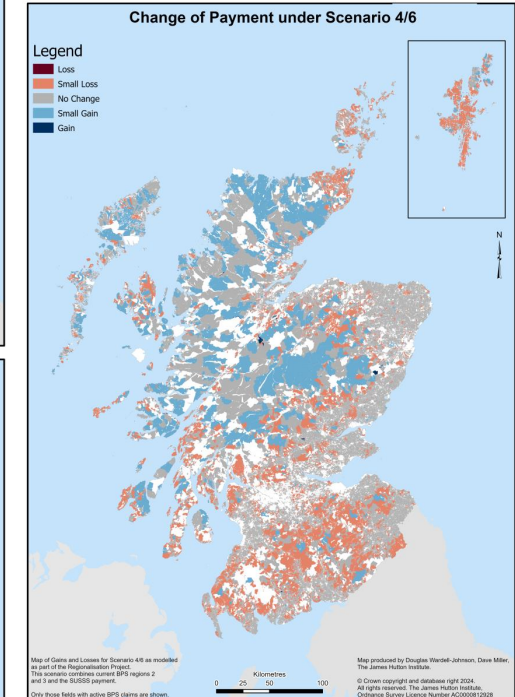 Change of Payment under Scenario 4/6
Legend
Loss
Small Loss
No Change
Small Gain
Gain
N
Map of Gains and Losses for Scenario 4/6 as modelled
as part of the Regionalisation Project.
This scenario combines current BPS regions 2
and 3 and the SUSSS payment.
Only those fields with active BPS claims are shown.
Kilometres
0 25 50 100
Map produced by Douglas Wardell-Johnson, Dave Miller,
The James Hutton Institute.
© Crown copyright and database right 2024.
All rights reserved. The James Hutton Institute,
Ordnance Survey Licence Number AC0000812928